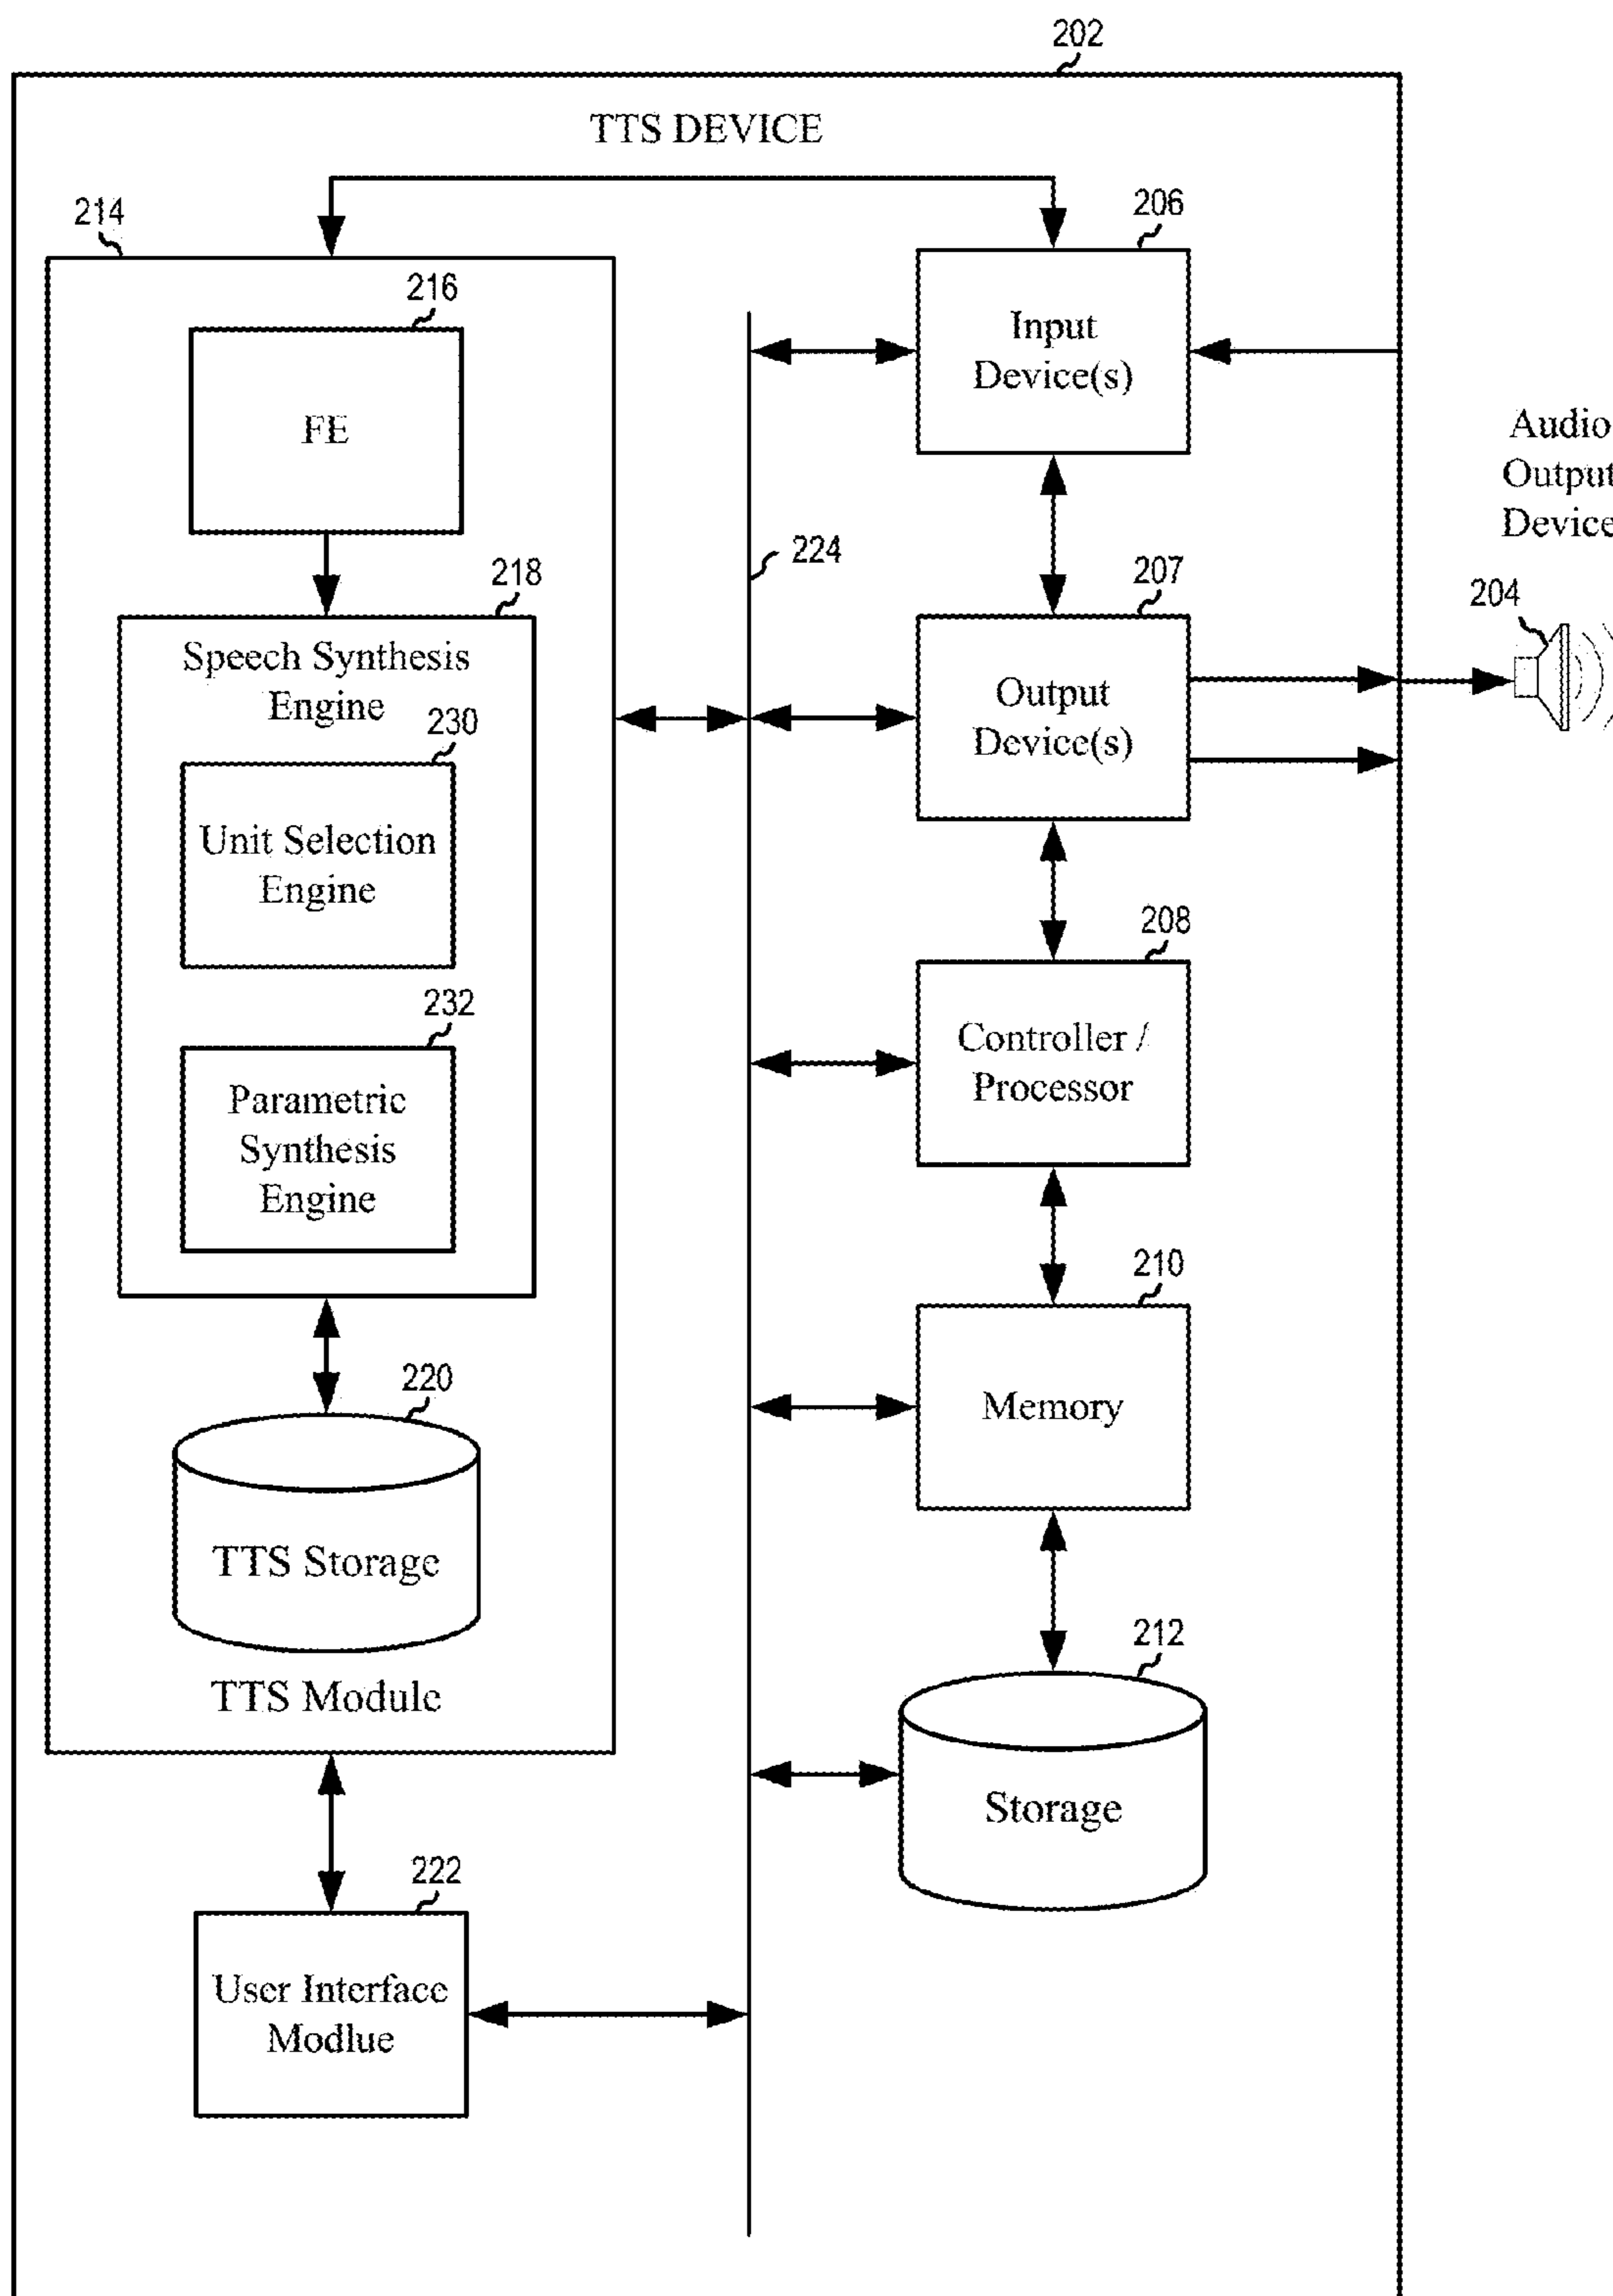 202
TTS DEVICE
214
206
216
Input
Device(s)
FE
Audio
Output
Device
224
218
207
204
Speech Synthesis
Engine
Output
Device(s)
230
Unit Selection
Engine
208
Controller /
Processor
232
Parametric
Synthesis
Engine
210
Memory
220
TTS Storage
212
TTS Module
Storage
222
User Interface
Modlue